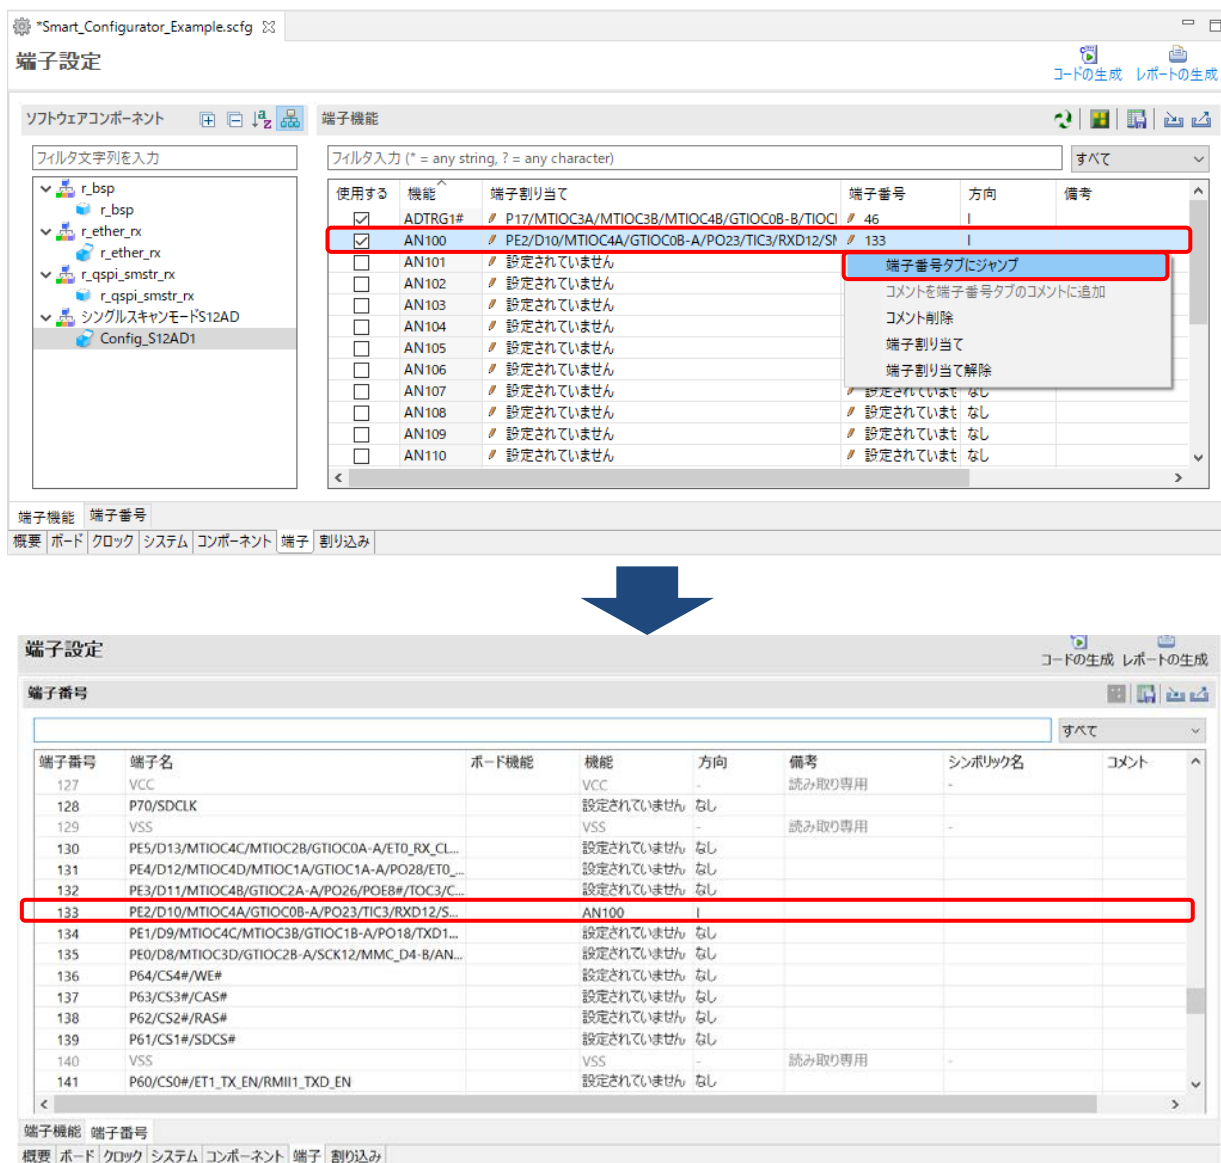 *Smart_Configurator_Example.scfg
端子設定
コードの生成 レポートの生成
ソフトウェアコンポーネント
フィルタ文字列を入力
r_bsp
r_bsp
r_ether_rx
r_ether_rx
r_qspi_smstr_rx
r_qspi_smstr_rx
シングルスキャンモードS12AD
Config_S12AD1
端子機能
フィルタ入力 (* = any string, ? = any character) すべて
使用する 機能 端子割り当て 端子番号 方向 備考
ADTRG1# P17/MTIOC3A/MTIOC3B/MTIOC4B/GTIOC0B-B/TIOCI 46 I
AN100 PE2/D10/MTIOC4A/GTIOC0B-A/PO23/TIC3/RXD12/SM 133 I
AN101 設定されていません
AN102 設定されていません
AN103 設定されていません
AN104 設定されていません
AN105 設定されていません
AN106 設定されていません
AN107 設定されていません 設定されていませ なし
AN108 設定されていません 設定されていませ なし
AN109 設定されていません 設定されていませ なし
AN110 設定されていません 設定されていませ なし
端子番号タブにジャンプ
コメントを端子番号タブのコメントに追加
コメント削除
端子割り当て
端子割り当て解除
端子機能 端子番号
概要 ボード クロック システム コンポーネント 端子 割り込み
端子設定
コードの生成 レポートの生成
端子番号
すべて
端子番号 端子名 ボード機能 機能 方向 備考 シンボリック名 コメント
127 VCC VCC - 読み取り専用 -
128 P70/SDCLK 設定されていません なし
129 VSS VSS - 読み取り専用 -
130 PE5/D13/MTIOC4C/MTIOC2B/GTIOC0A-A/ET0_RX_CL... 設定されていません なし
131 PE4/D12/MTIOC4D/MTIOC1A/GTIOC1A-A/PO28/ET0_... 設定されていません なし
132 PE3/D11/MTIOC4B/GTIOC2A-A/PO26/POE8#/TOC3/C... 設定されていません なし
133 PE2/D10/MTIOC4A/GTIOC0B-A/PO23/TIC3/RXD12/S... AN100 I
134 PE1/D9/MTIOC4C/MTIOC3B/GTIOC1B-A/PO18/TXD1... 設定されていません なし
135 PE0/D8/MTIOC3D/GTIOC2B-A/SCK12/MMC_D4-B/AN... 設定されていません なし
136 P64/CS4#/WE# 設定されていません なし
137 P63/CS3#/CAS# 設定されていません なし
138 P62/CS2#/RAS# 設定されていません なし
139 P61/CS1#/SDCS# 設定されていません なし
140 VSS VSS - 読み取り専用 -
141 P60/CS0#/ET1_TX_EN/RMII1_TXD_EN 設定されていません なし
端子機能 端子番号
概要 ボード クロック システム コンポーネント 端子 割り込み